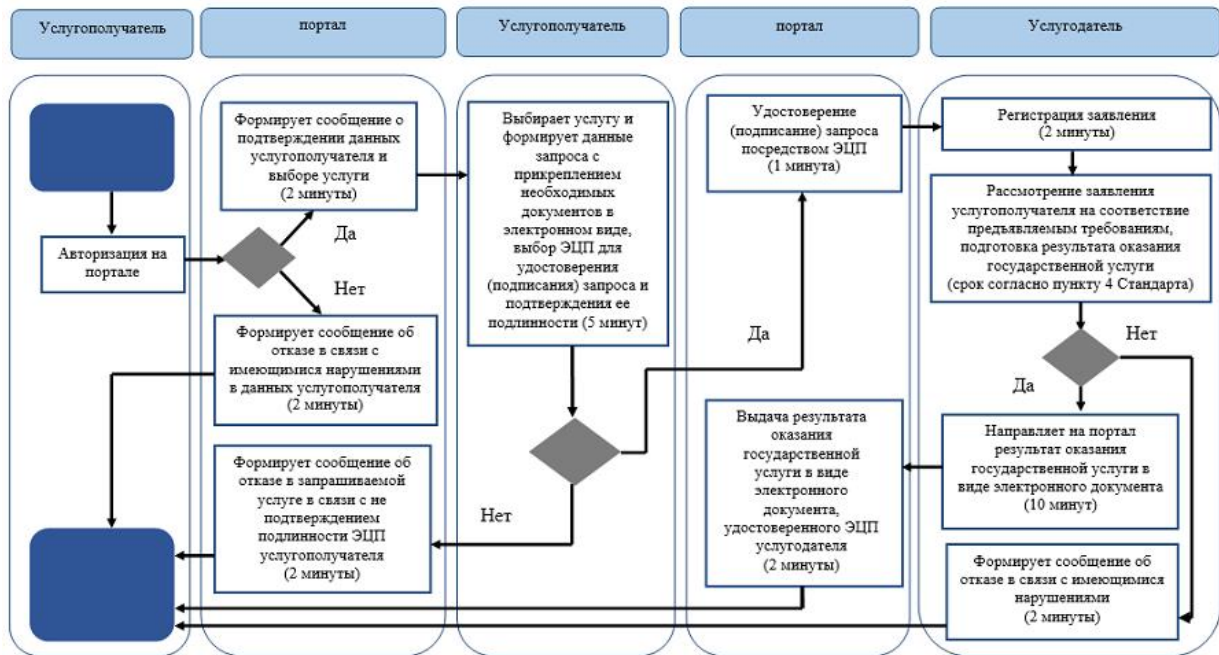 Услугополучатель
портал
Услугополучатель
портал
Услугодатель
Формирует сообщение о
подтверждении данных
услугополучателя и
выборе услуги
(2 минуты)
Выбирает услугу и
формирует данные
запроса с
прикреплением
необходимых
документов в
электронном виде,
выбор ЭЦП для
удостоверения
(подписания) запроса и
подтверждения ее
подлинности (5 минут)
Удостоверение
(подписание) запроса
посредством ЭЦП
(1 минута)
Регистрация заявления
(2 минуты)
Рассмотрение заявления
услугополучателя на соответствие
предъявляемым требованиям,
подготовка результата оказания
государственной услуги
(срок согласно пункту 4 Стандарта)
Авторизация на
портале
Да
Нет
Формирует сообщение об
отказе в связи с
имеющимися нарушениями
в данных услугополучателя
(2 минуты)
Да
Нет
Да
Выдача результата
оказания
государственной
услуги в виде
электронного
документа,
удостоверенного ЭЦП
услугодателя
(2 минуты)
Направляет на портал
результат оказания
государственной услуги в
виде электронного документа
(10 минут)
Формирует сообщение об
отказе в запрашиваемой
услуге в связи с не
подтверждением
подлинности ЭЦП
услугополучателя
(2 минуты)
Нет
Формирует сообщение об
отказе в связи с имеющимися
нарушениями
(2 минуты)